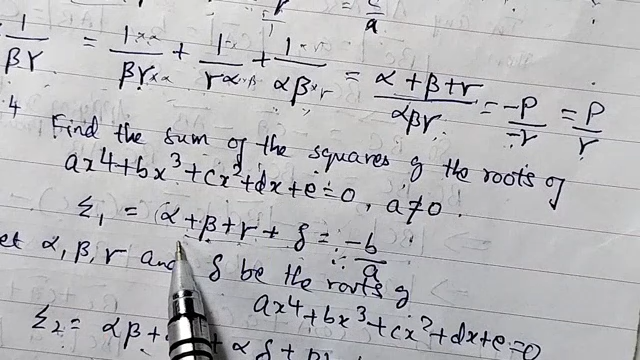 c/a
1/βγ = 1×α/βγ×α + 1/γα×β + 1×γ/αβ×γ = α+β+γ/αβγ = -p/-r = p/r
4 Find the sum of the squares of the roots of
ax⁴+bx³+cx²+dx+e=0, a≠0.
Σ₁ = α+β+γ+δ = -b/a
et α, β, γ and δ be the roots of
ax⁴+bx³+cx²+dx+e=0
Σ₂ = αβ+ + αδ+β